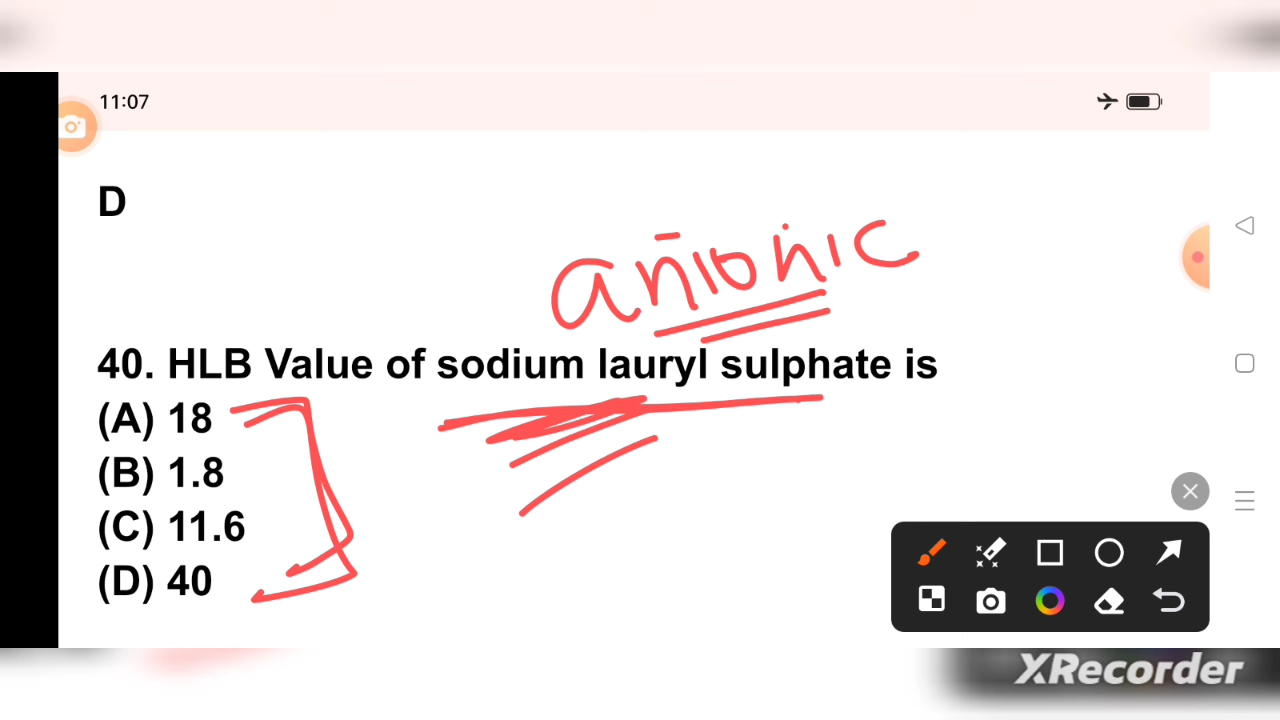 11:07
D
anionic
40. HLB Value of sodium lauryl sulphate is
(A) 18
(B) 1.8
(C) 11.6
(D) 40
XRecorder